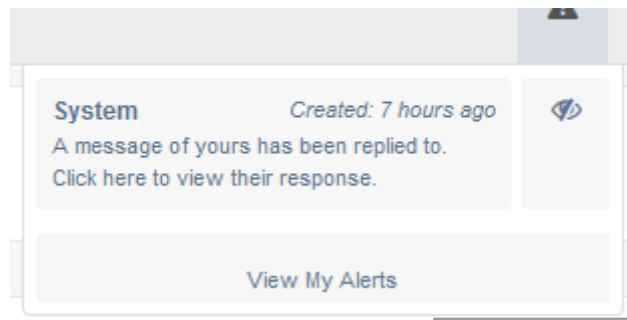 System Created: 7 hours ago
A message of yours has been replied to.
Click here to view their response.
View My Alerts